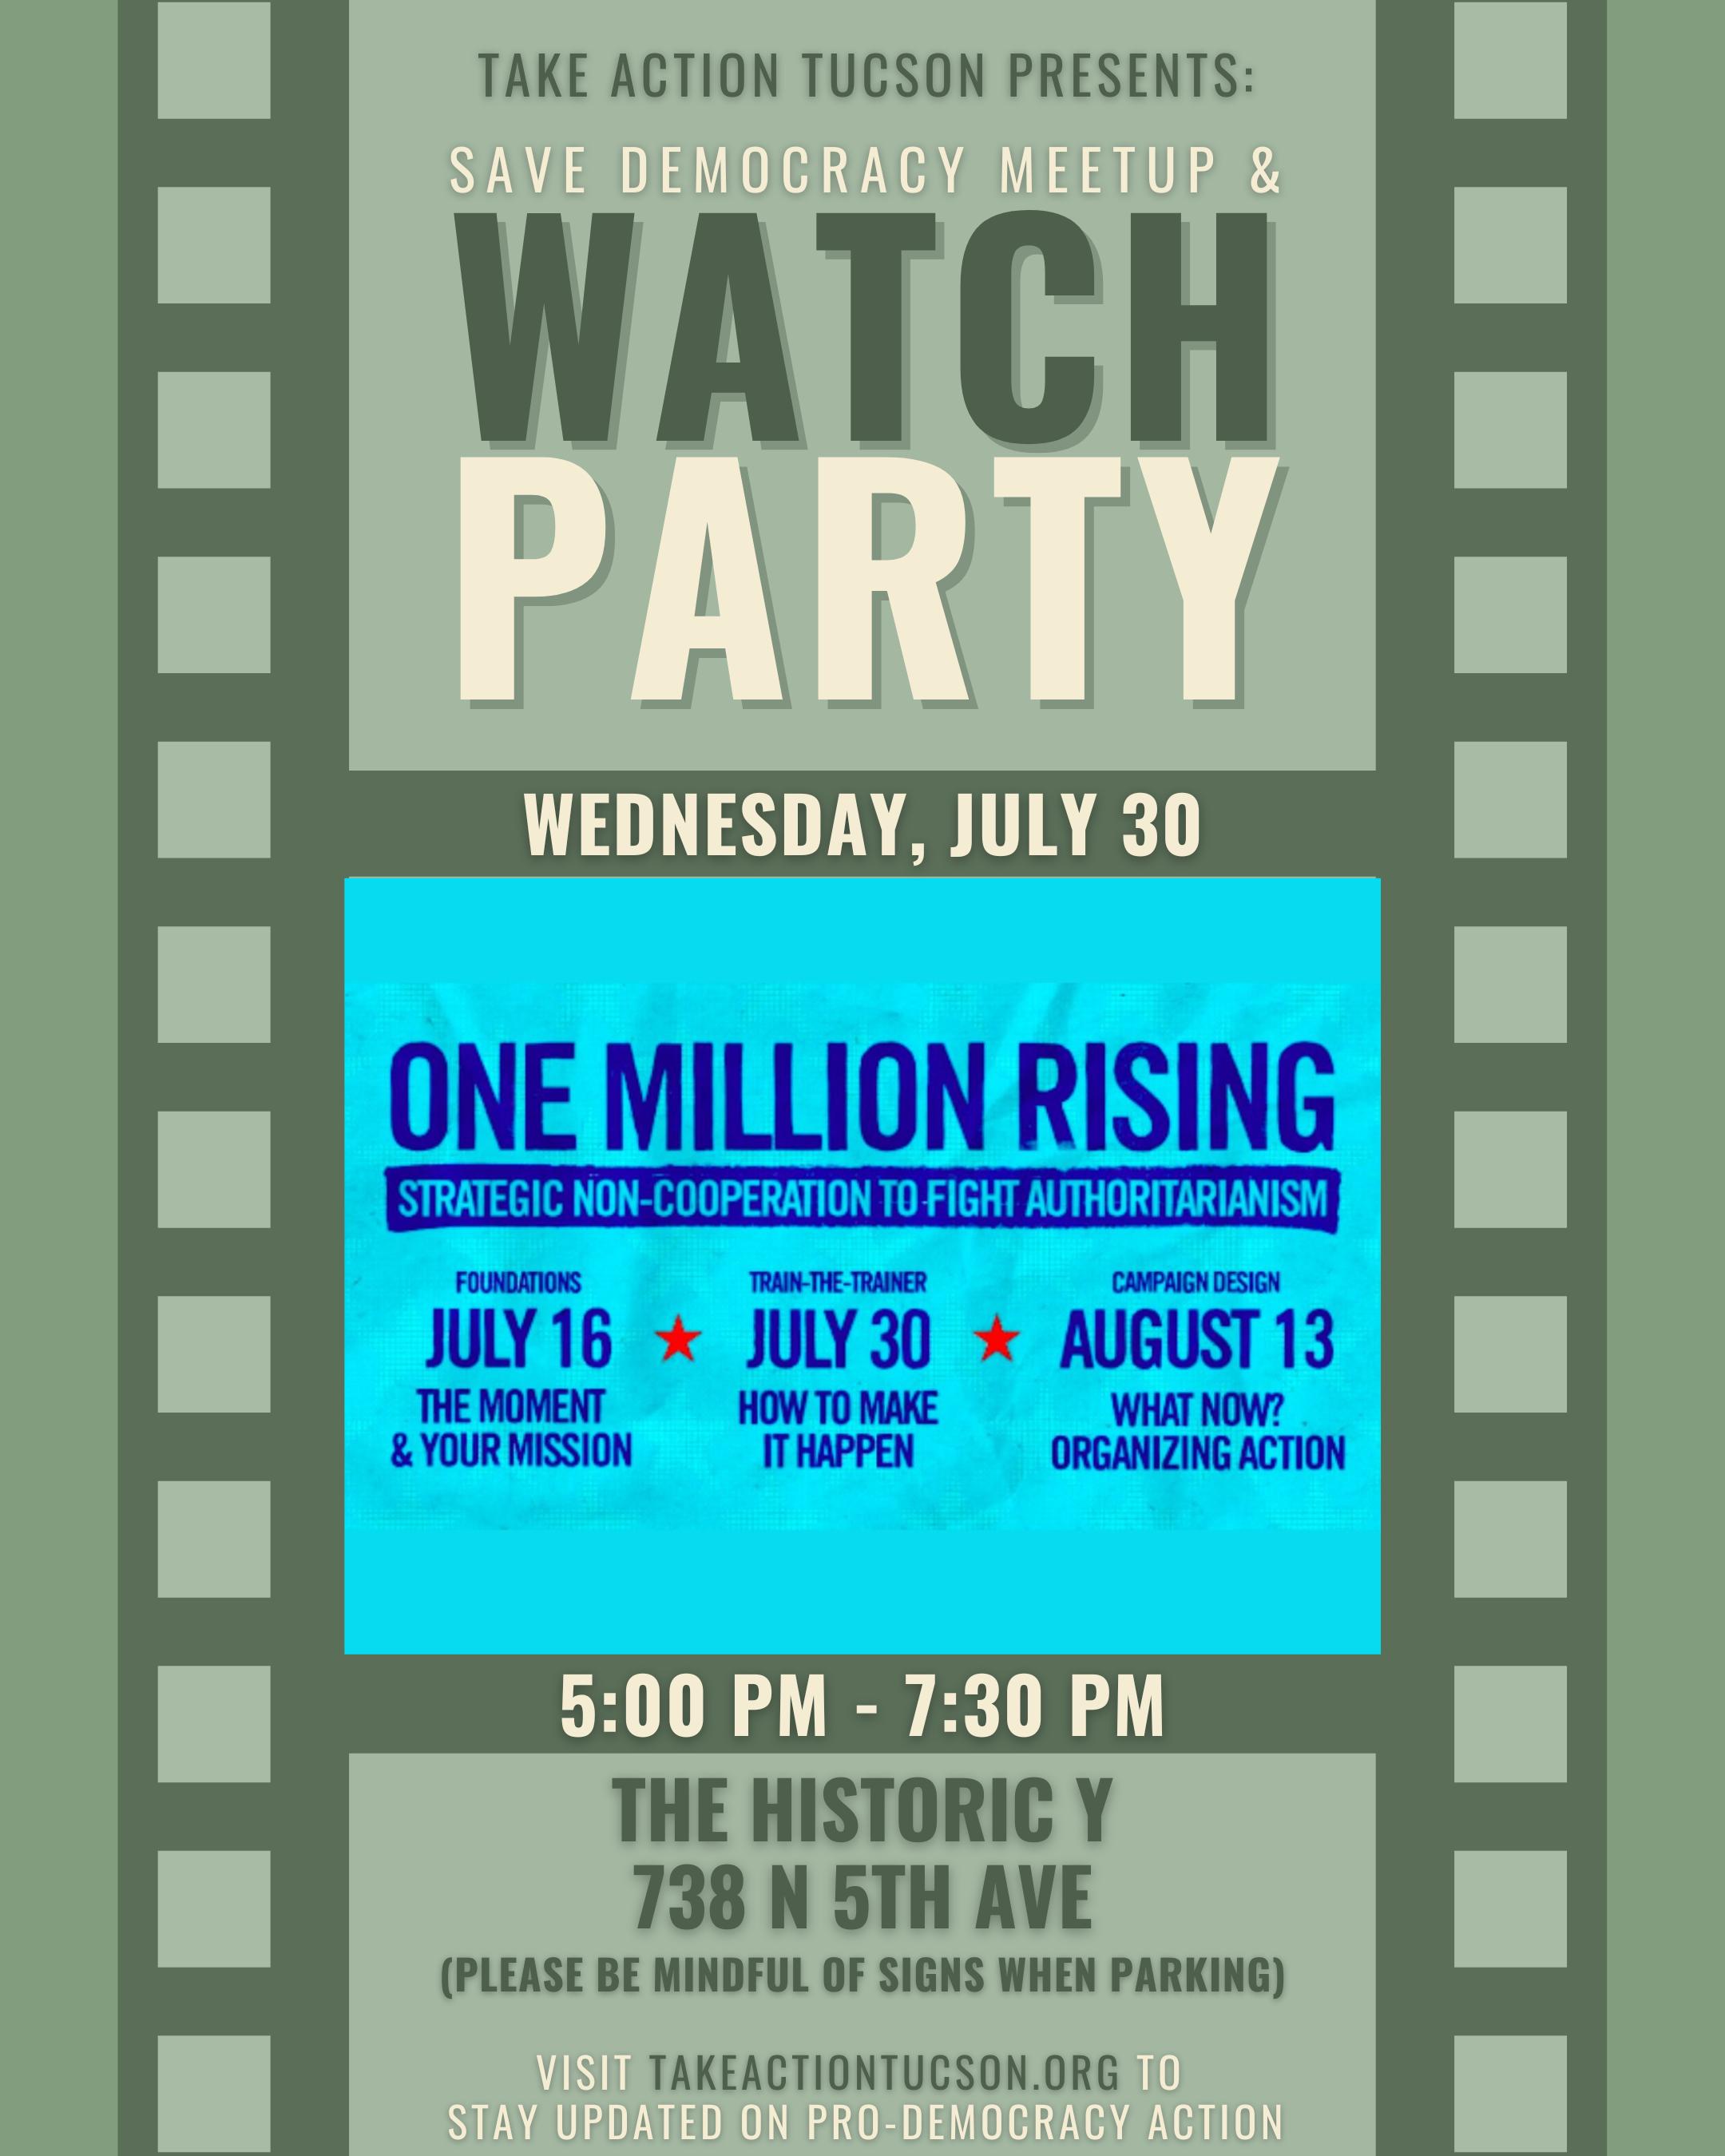 TAKE ACTION TUCSON PRESENTS:
SAVE DEMOCRACY MEETUP &
WATCH
PARTY
WEDNESDAY, JULY 30
ONE MILLION RISING
STRATEGIC NON-COOPERATION TO FIGHT AUTHORITARIANISM
FOUNDATIONS
JULY 16
THE MOMENT
& YOUR MISSION
TRAIN-THE-TRAINER
JULY 30
HOW TO MAKE
IT HAPPEN
CAMPAIGN DESIGN
AUGUST 13
WHAT NOW?
ORGANIZING ACTION
5:00 PM - 7:30 PM
THE HISTORIC Y
738 N 5TH AVE
(PLEASE BE MINDFUL OF SIGNS WHEN PARKING)
VISIT TAKEACTIONTUCSON.ORG TO
STAY UPDATED ON PRO-DEMOCRACY ACTION